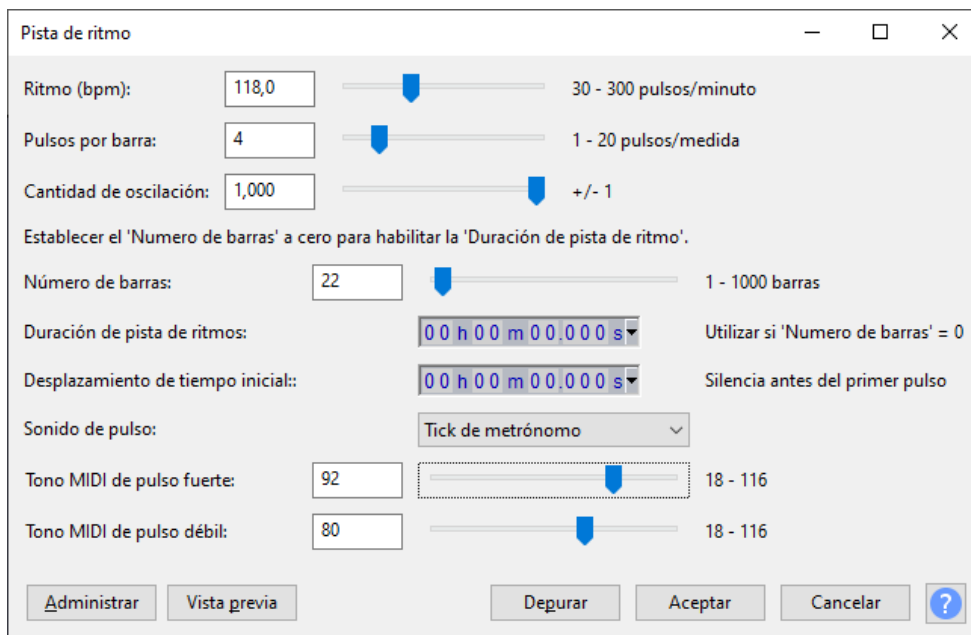 Pista de ritmo
Ritmo (bpm): 118,0 30 - 300 pulsos/minuto
Pulsos por barra: 4 1 - 20 pulsos/medida
Cantidad de oscilación: 1,000 +/- 1
Establecer el 'Numero de barras' a cero para habilitar la 'Duración de pista de ritmo'.
Número de barras: 22 1 - 1000 barras
Duración de pista de ritmos: 00 h 00 m 00.000 s Utilizar si 'Numero de barras' = 0
Desplazamiento de tiempo inicial:: 00 h 00 m 00.000 s Silencia antes del primer pulso
Sonido de pulso: Tick de metrónomo
Tono MIDI de pulso fuerte: 92 18 - 116
Tono MIDI de pulso débil: 80 18 - 116
Administrar Vista previa Depurar Aceptar Cancelar ?